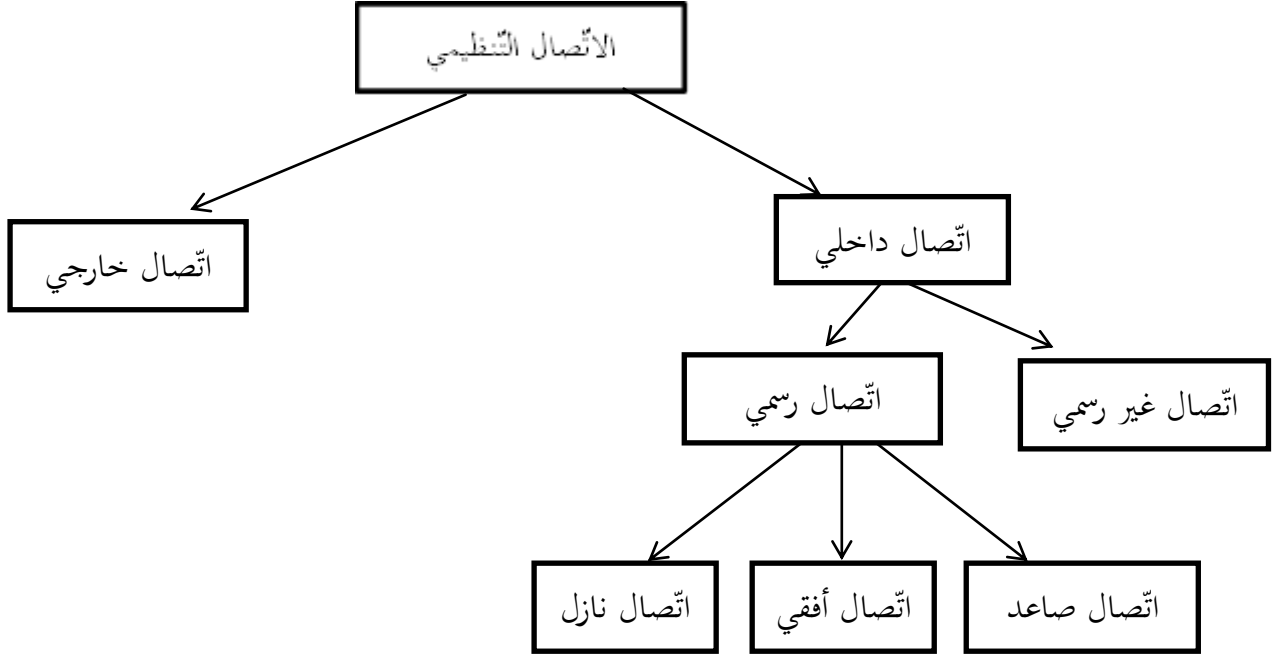 الاتّصال التّنظيمي
اتّصال داخلي
اتّصال خارجي
اتّصال غير رسمي
اتّصال رسمي
اتّصال صاعد
اتّصال أفقي
اتّصال نازل